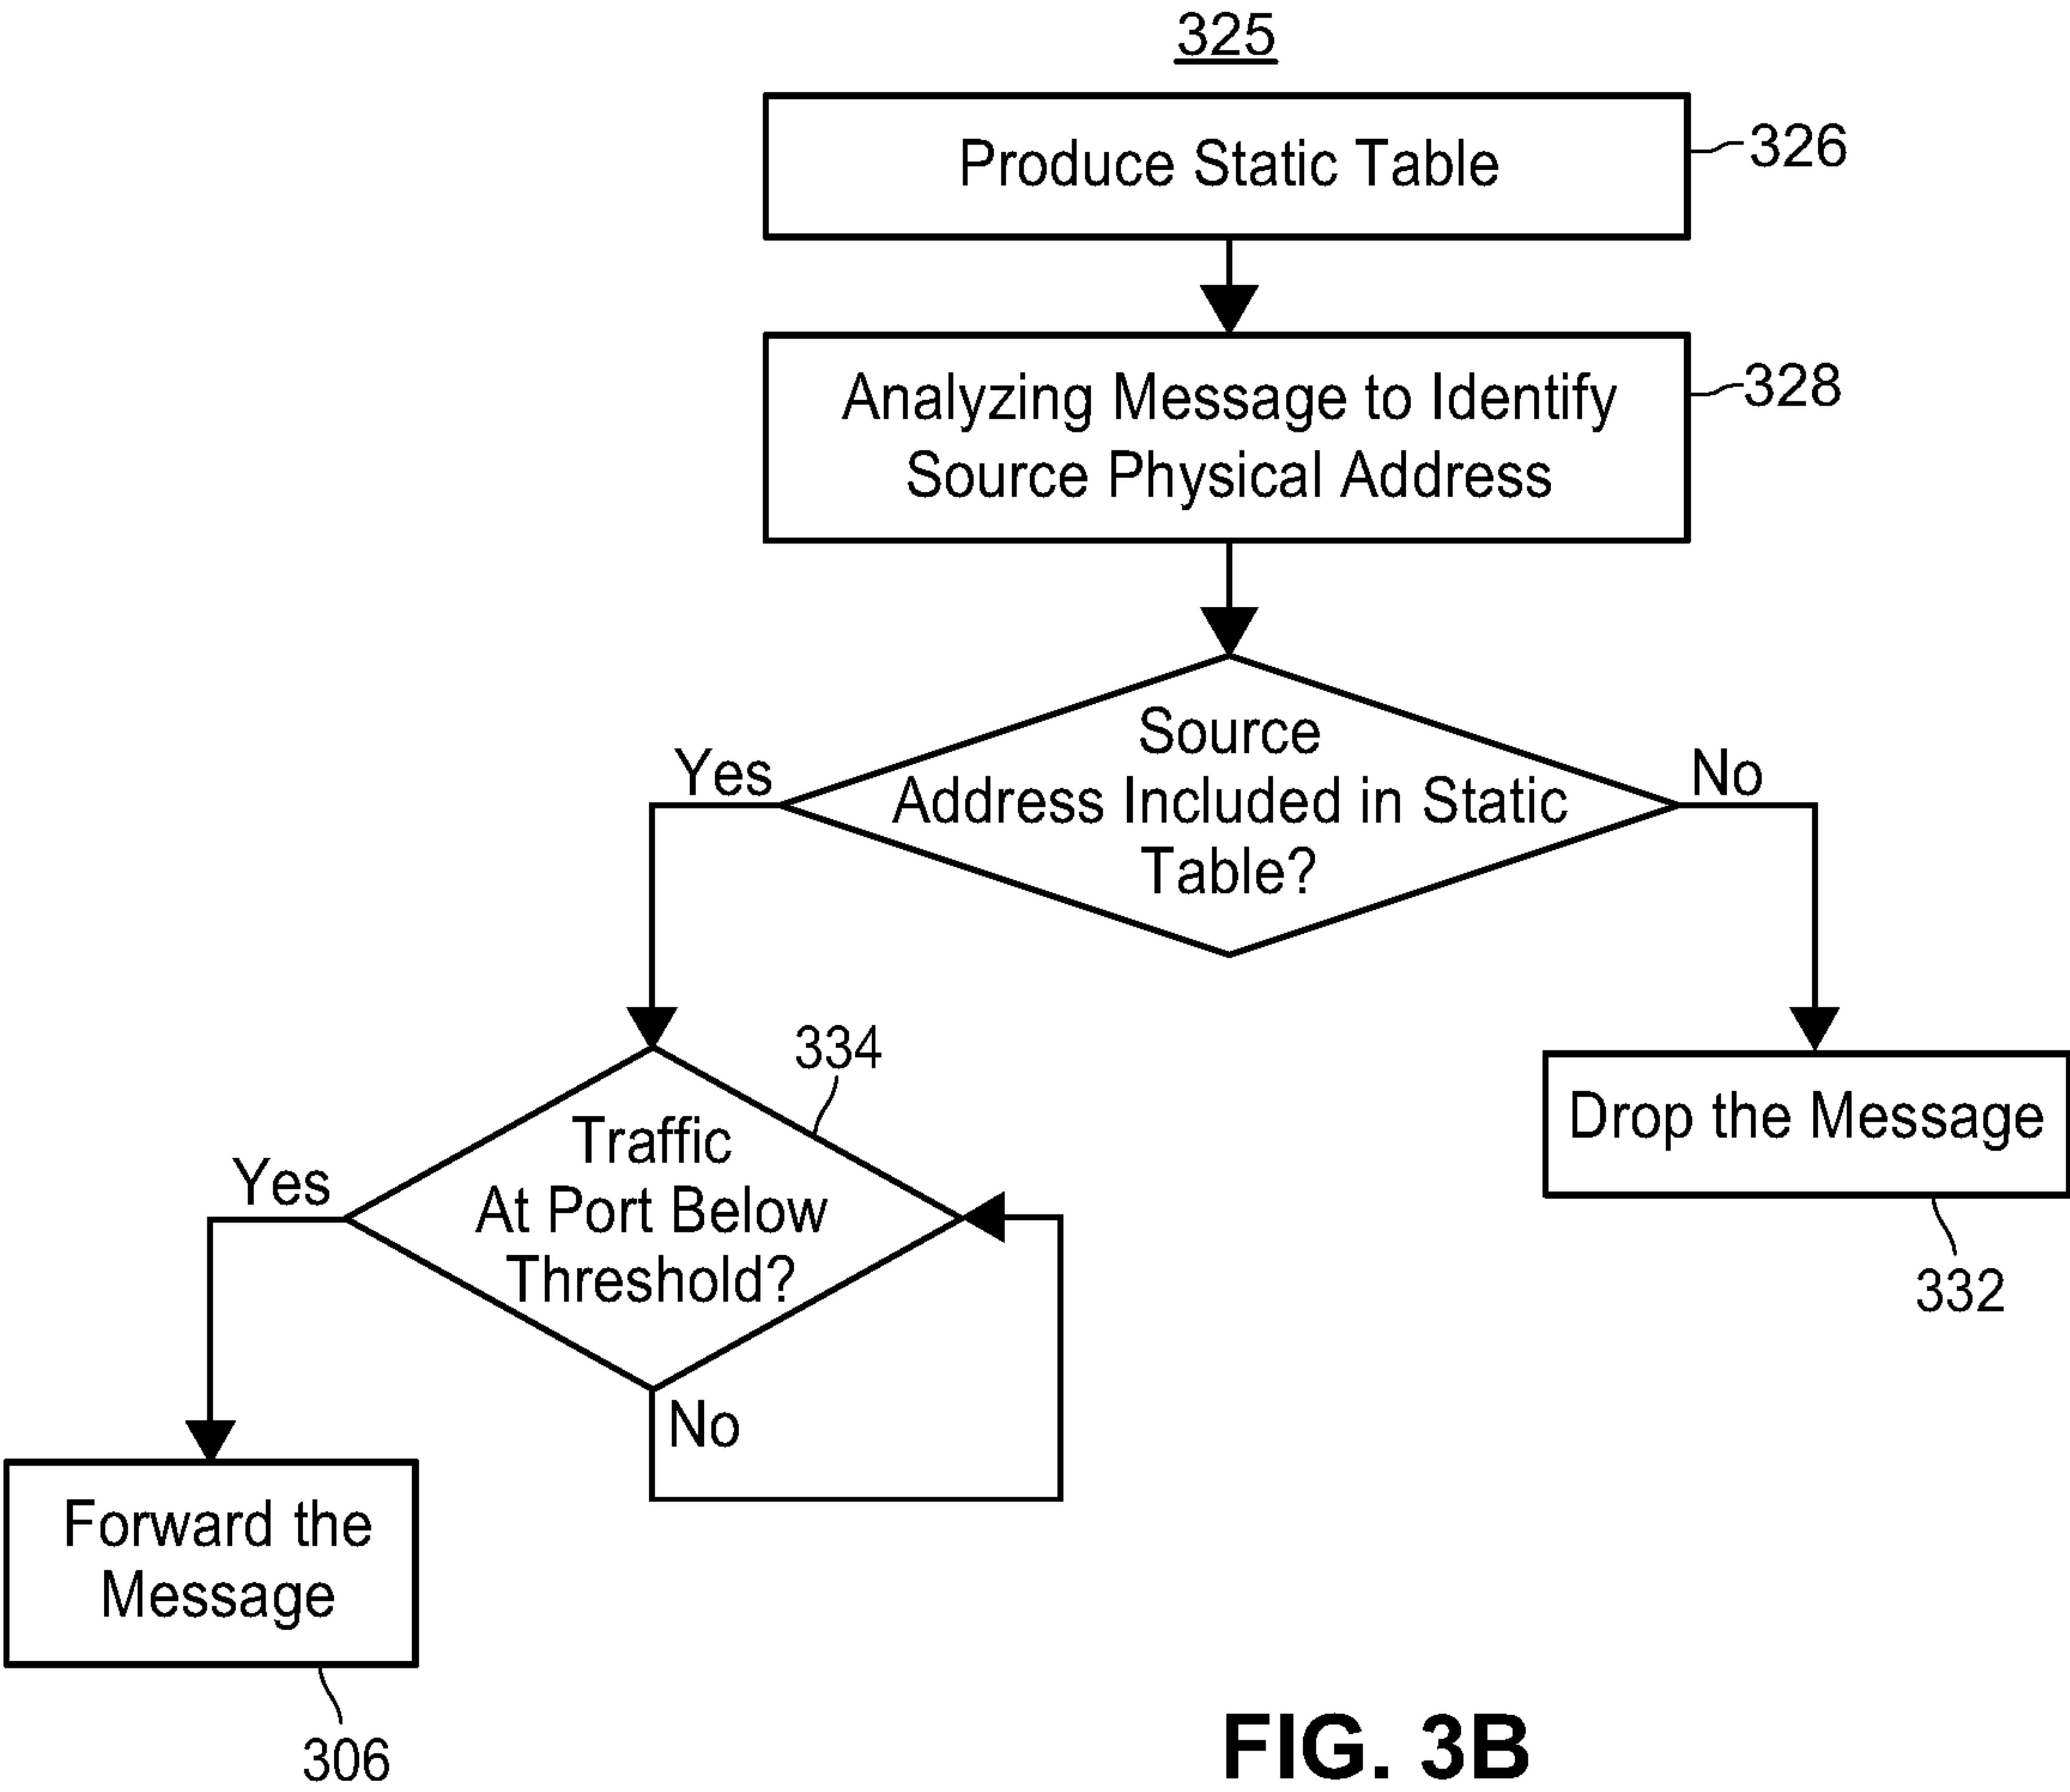 325
Produce Static Table
326
Analyzing Message to Identify
Source Physical Address
328
Source
Address Included in Static
Table?
Yes
No
334
Traffic
At Port Below
Threshold?
Yes
No
Drop the Message
332
Forward the
Message
306
FIG. 3B